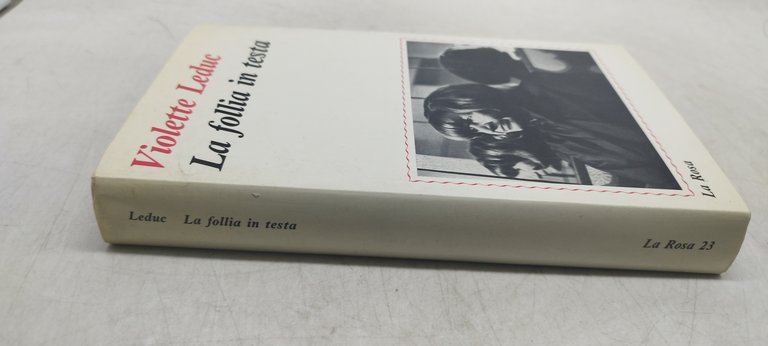 Violette Leduc
La follia in testa
La Rosa
Leduc La follia in testa
La Rosa 23